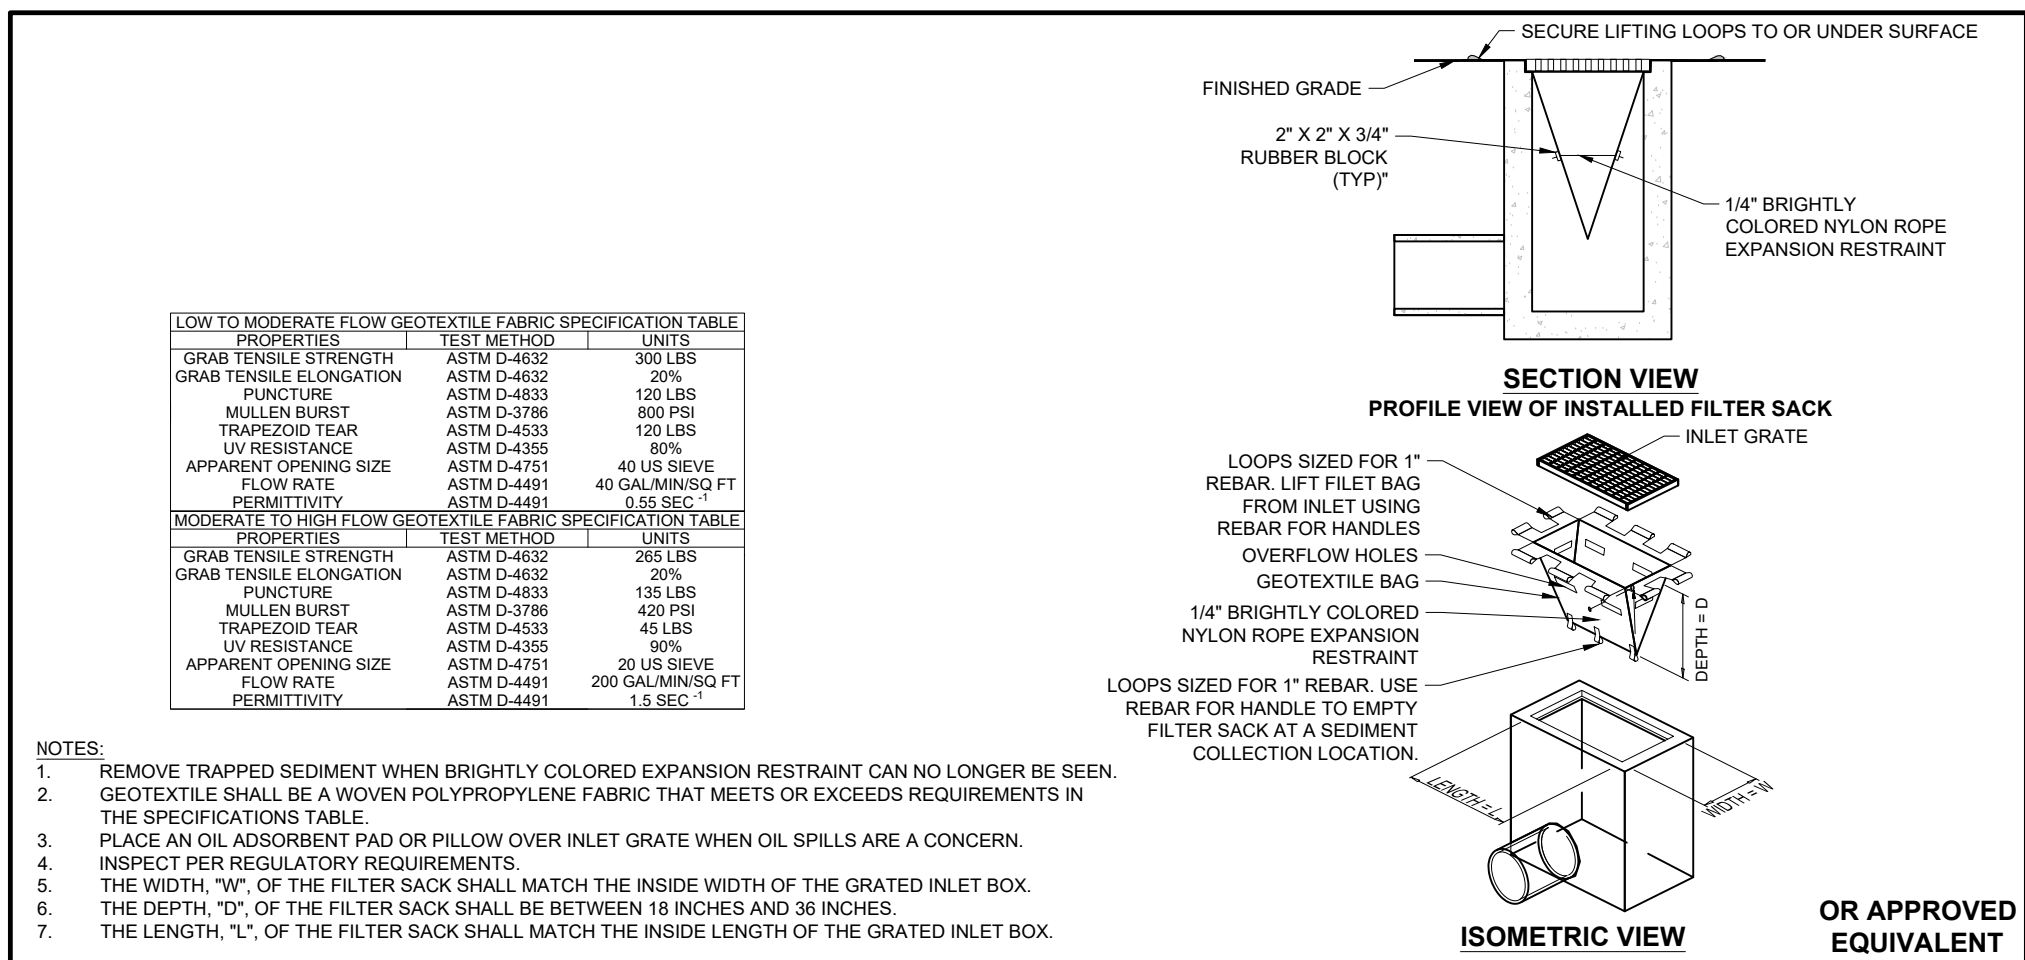 LOW TO MODERATE FLOW GEOTEXTILE FABRIC SPECIFICATION TABLE
PROPERTIES TEST METHOD UNITS
GRAB TENSILE STRENGTH ASTM D-4632 300 LBS
GRAB TENSILE ELONGATION ASTM D-4632 20%
PUNCTURE ASTM D-4833 120 LBS
MULLEN BURST ASTM D-3786 800 PSI
TRAPEZOID TEAR ASTM D-4533 120 LBS
UV RESISTANCE ASTM D-4355 80%
APPARENT OPENING SIZE ASTM D-4751 40 US SIEVE
FLOW RATE ASTM D-4491 40 GAL/MIN/SQ FT
PERMITTIVITY ASTM D-4491 0.55 SEC -1
MODERATE TO HIGH FLOW GEOTEXTILE FABRIC SPECIFICATION TABLE
PROPERTIES TEST METHOD UNITS
GRAB TENSILE STRENGTH ASTM D-4632 265 LBS
GRAB TENSILE ELONGATION ASTM D-4632 20%
PUNCTURE ASTM D-4833 135 LBS
MULLEN BURST ASTM D-3786 420 PSI
TRAPEZOID TEAR ASTM D-4533 45 LBS
UV RESISTANCE ASTM D-4355 90%
APPARENT OPENING SIZE ASTM D-4751 20 US SIEVE
FLOW RATE ASTM D-4491 200 GAL/MIN/SQ FT
PERMITTIVITY ASTM D-4491 1.5 SEC -1
NOTES:
1. REMOVE TRAPPED SEDIMENT WHEN BRIGHTLY COLORED EXPANSION RESTRAINT CAN NO LONGER BE SEEN.
2. GEOTEXTILE SHALL BE A WOVEN POLYPROPYLENE FABRIC THAT MEETS OR EXCEEDS REQUIREMENTS IN
THE SPECIFICATIONS TABLE.
3. PLACE AN OIL ADSORBENT PAD OR PILLOW OVER INLET GRATE WHEN OIL SPILLS ARE A CONCERN.
4. INSPECT PER REGULATORY REQUIREMENTS.
5. THE WIDTH, "W", OF THE FILTER SACK SHALL MATCH THE INSIDE WIDTH OF THE GRATED INLET BOX.
6. THE DEPTH, "D", OF THE FILTER SACK SHALL BE BETWEEN 18 INCHES AND 36 INCHES.
7. THE LENGTH, "L", OF THE FILTER SACK SHALL MATCH THE INSIDE LENGTH OF THE GRATED INLET BOX.
SECURE LIFTING LOOPS TO OR UNDER SURFACE
FINISHED GRADE
2" X 2" X 3/4"
RUBBER BLOCK
(TYP)"
1/4" BRIGHTLY
COLORED NYLON ROPE
EXPANSION RESTRAINT
SECTION VIEW
PROFILE VIEW OF INSTALLED FILTER SACK
INLET GRATE
LOOPS SIZED FOR 1"
REBAR. LIFT FILET BAG
FROM INLET USING
REBAR FOR HANDLES
OVERFLOW HOLES
GEOTEXTILE BAG
1/4" BRIGHTLY COLORED
NYLON ROPE EXPANSION
RESTRAINT
DEPTH = D
LOOPS SIZED FOR 1" REBAR. USE
REBAR FOR HANDLE TO EMPTY
FILTER SACK AT A SEDIMENT
COLLECTION LOCATION.
LENGTH = L
WIDTH = W
ISOMETRIC VIEW
OR APPROVED
EQUIVALENT